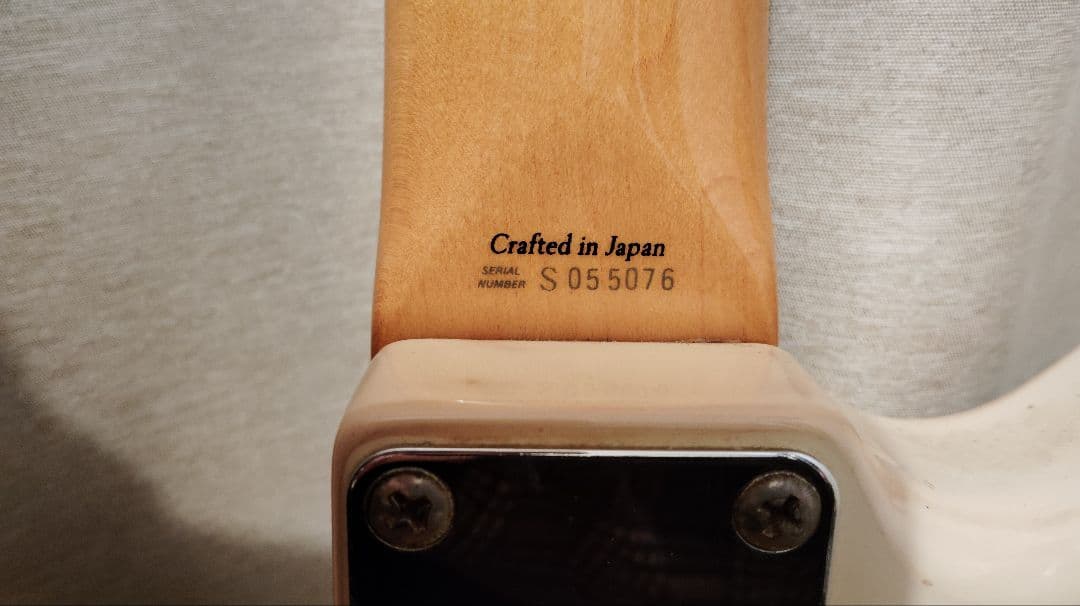 Crafted in Japan
SERIAL
NUMBER S 055076